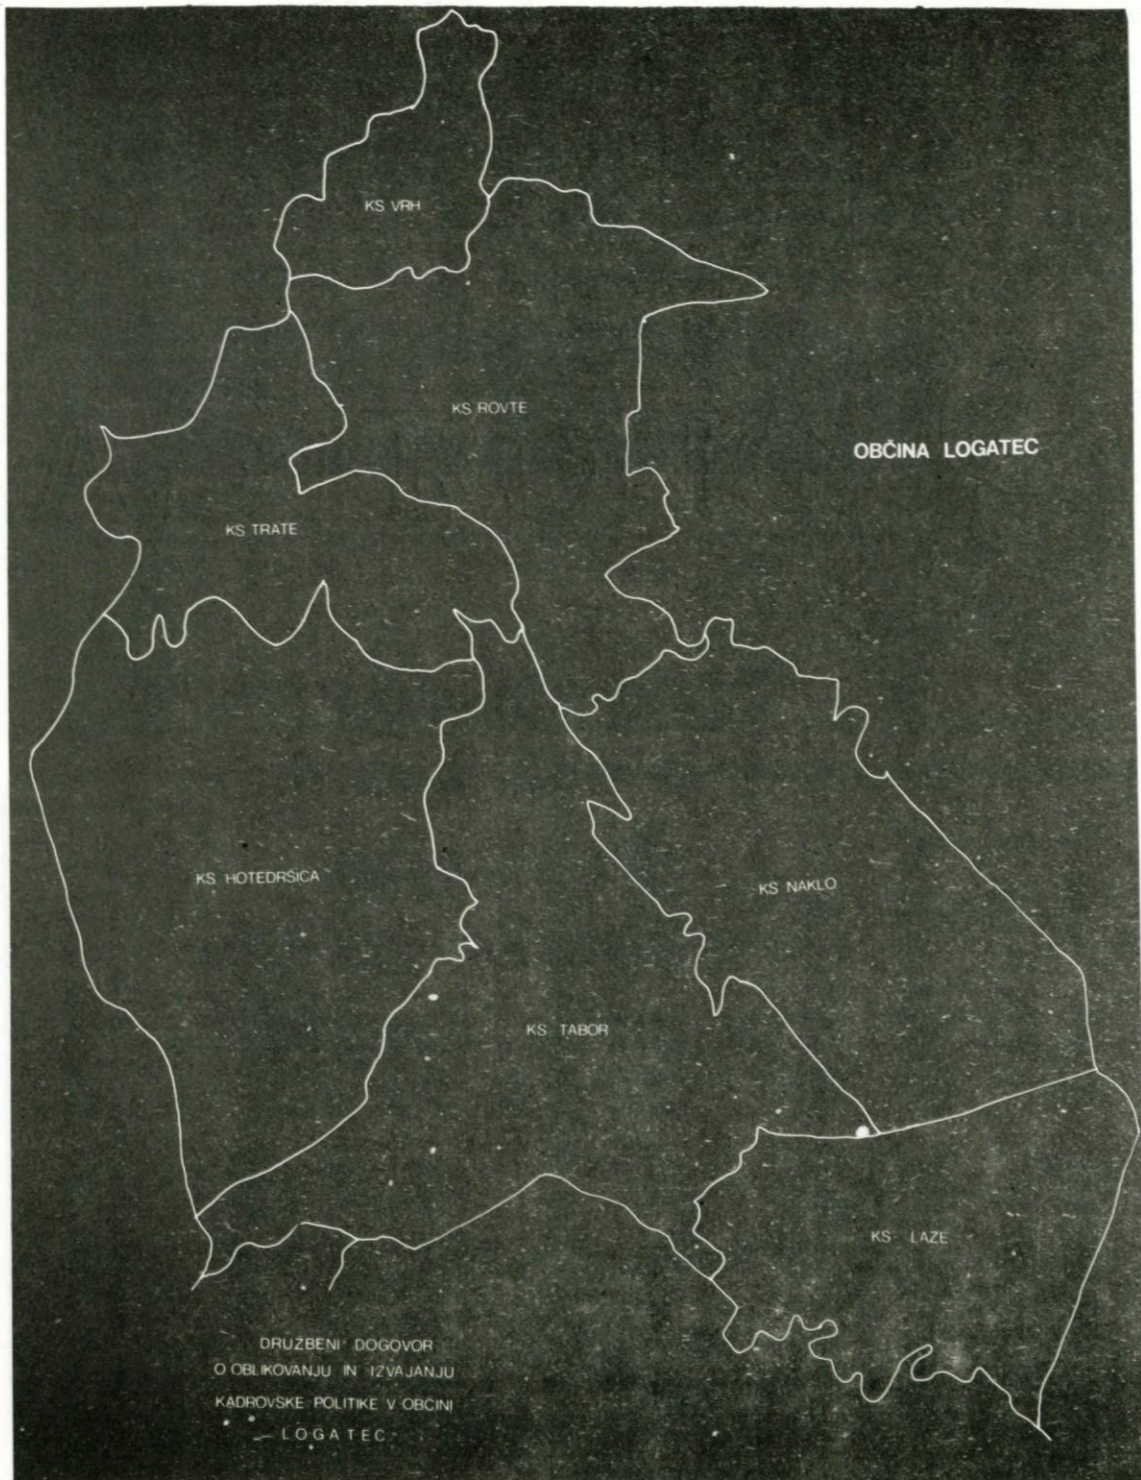 KS VRH
KS ROVTE
OBČINA LOGATEC
KS TRATE
KS HOTEDRŠICA
KS NAKLO
KS TABOR
KS LAZE
DRUŽBENI DOGOVOR
O OBLIKOVANJU IN IZVAJANJU
KADROVSKE POLITIKE V OBČINI
LOGATEC